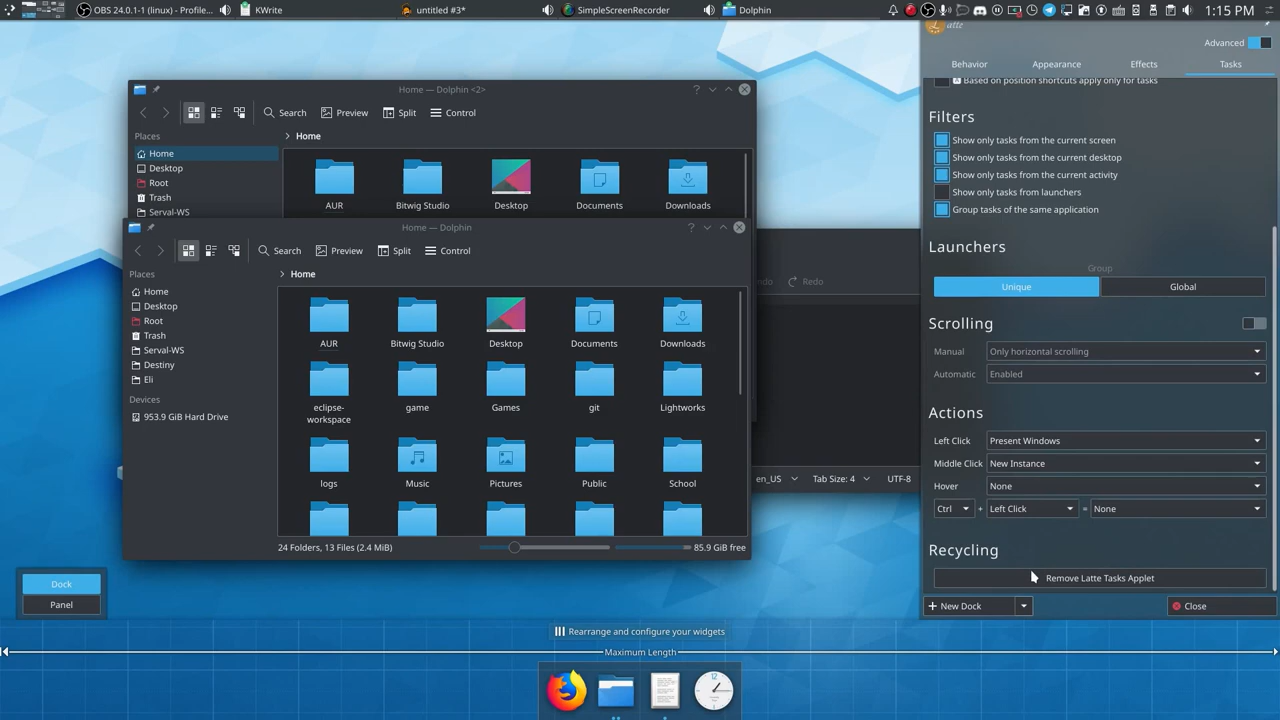 OBS 24.0.1-1 (linux) - Profile... KWrite untitled #3* SimpleScreenRecorder Dolphin 1:15 PM
atte
Advanced
Behavior Appearance Effects Tasks
Based on position shortcuts apply only for tasks
Filters
Show only tasks from the current screen
Show only tasks from the current desktop
Show only tasks from the current activity
Show only tasks from launchers
Group tasks of the same application
Launchers
Group
Unique Global
Scrolling
Manual Only horizontal scrolling
Automatic Enabled
Actions
Left Click Present Windows
Middle Click New Instance
Hover None
Ctrl + Left Click = None
Recycling
Remove Latte Tasks Applet
New Dock Close
Home — Dolphin <2>
Search Preview Split Control
Places
Home
Home
Desktop
Root
Trash
Serval-WS
AUR Bitwig Studio Desktop Documents Downloads
Home — Dolphin
Search Preview Split Control
Places
Home
Home
Desktop
Root
Trash
Serval-WS
Destiny
Eli
Devices
953.9 GiB Hard Drive
AUR Bitwig Studio Desktop Documents Downloads
eclipse-
workspace game Games git Lightworks
logs Music Pictures Public School
24 Folders, 13 Files (2.4 MiB) 85.9 GiB free
ndo Redo
en_US Tab Size: 4 UTF-8
Dock
Panel
Rearrange and configure your widgets
Maximum Length
12